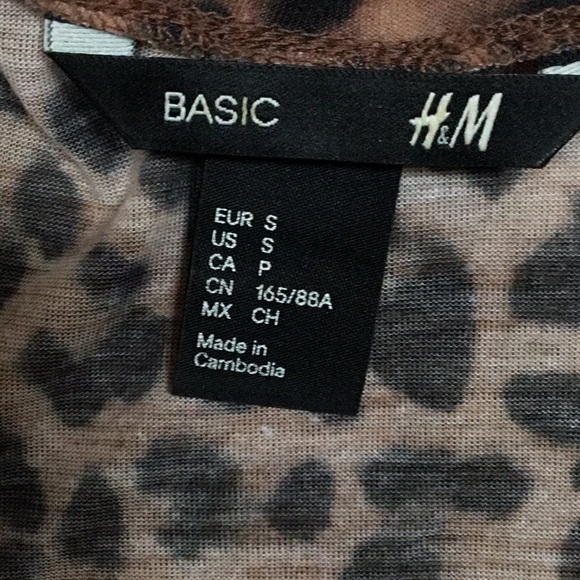 BASIC H&M
EUR S
US S
CA P
CN 165/88A
MX CH
Made in
Cambodia